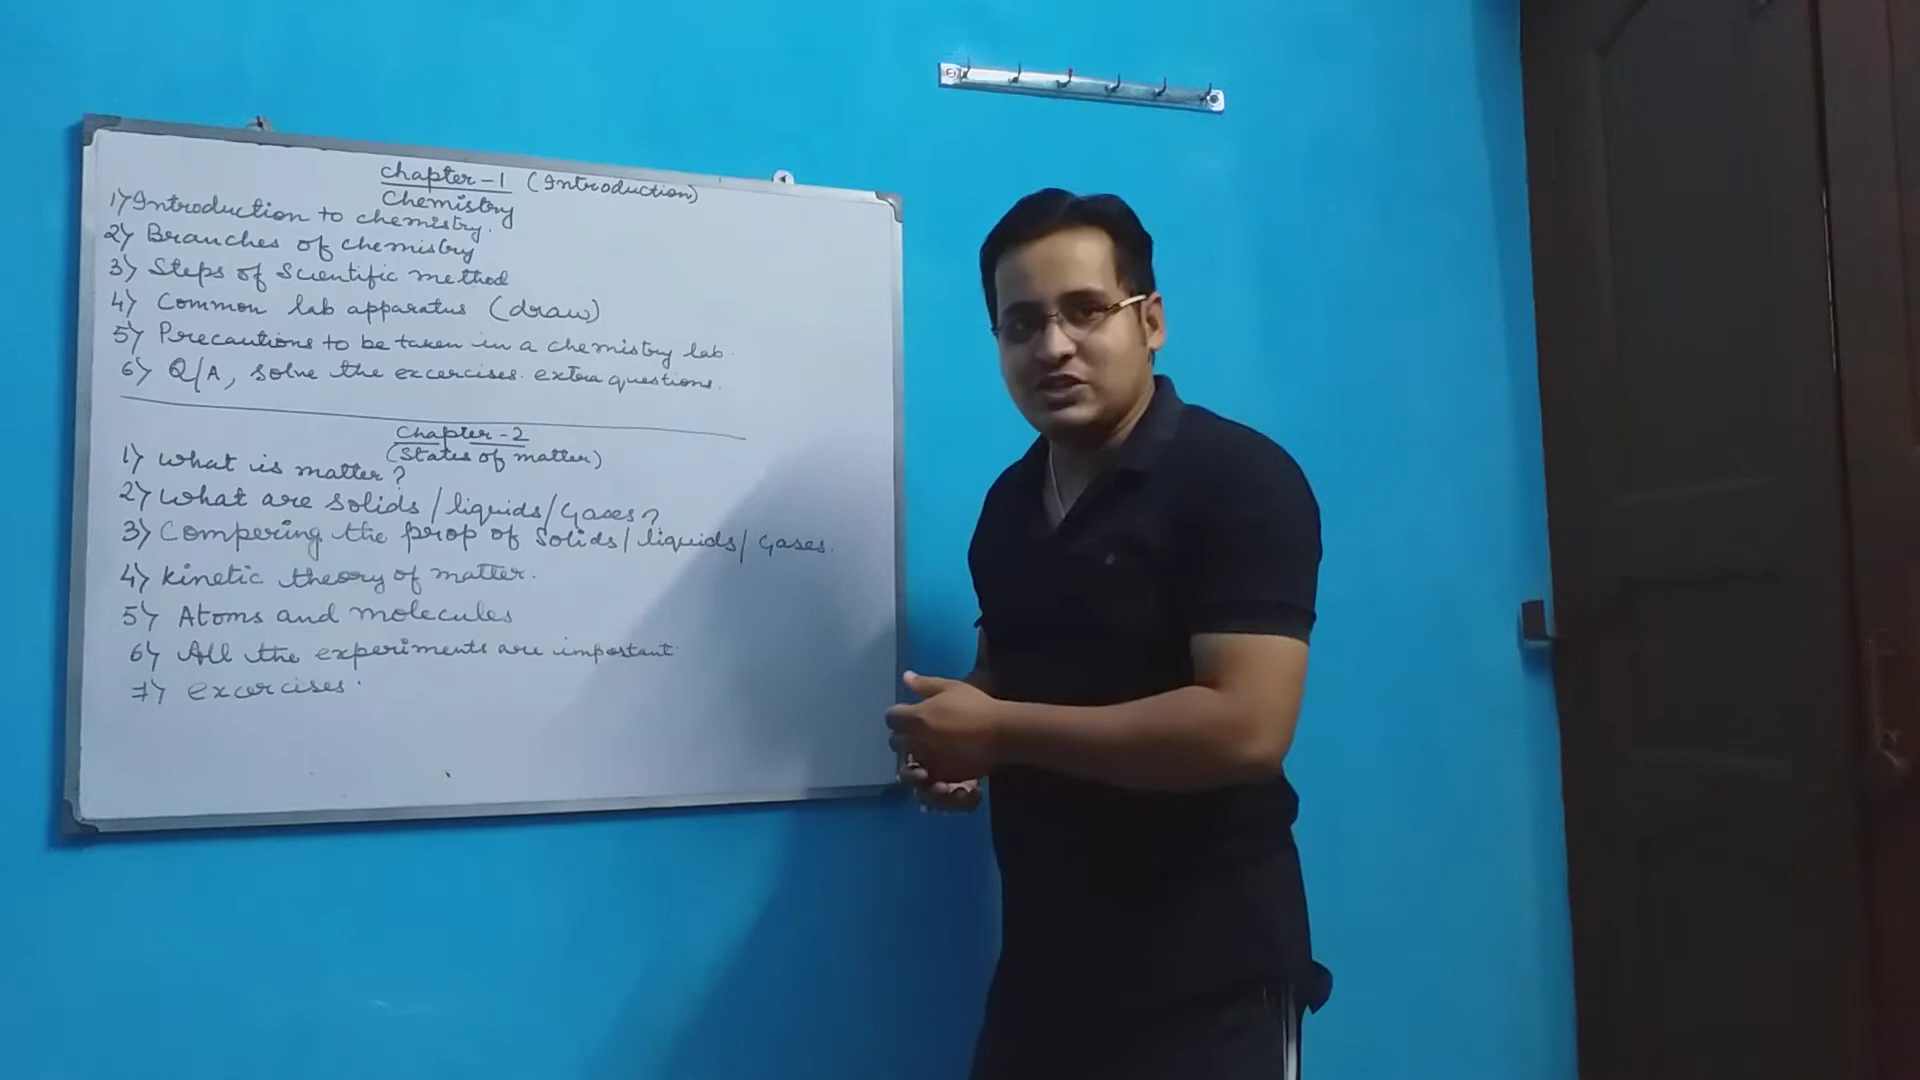 Chapter-1 (Introduction)
Chemistry
1) Introduction to chemistry.
2) Branches of chemistry
3) Steps of Scientific method
4) Common lab apparatus (draw)
5) Precautions to be taken in a chemistry lab.
6) Q/A, solve the excercises. extra questions.
Chapter-2
(States of matter)
1) what is matter?
2) what are solids/liquids/Gases?
3) Compering the prop of Solids/liquids/Gases.
4) kinetic theory of matter.
5) Atoms and molecules
6) All the experiments are important
7) excercises.